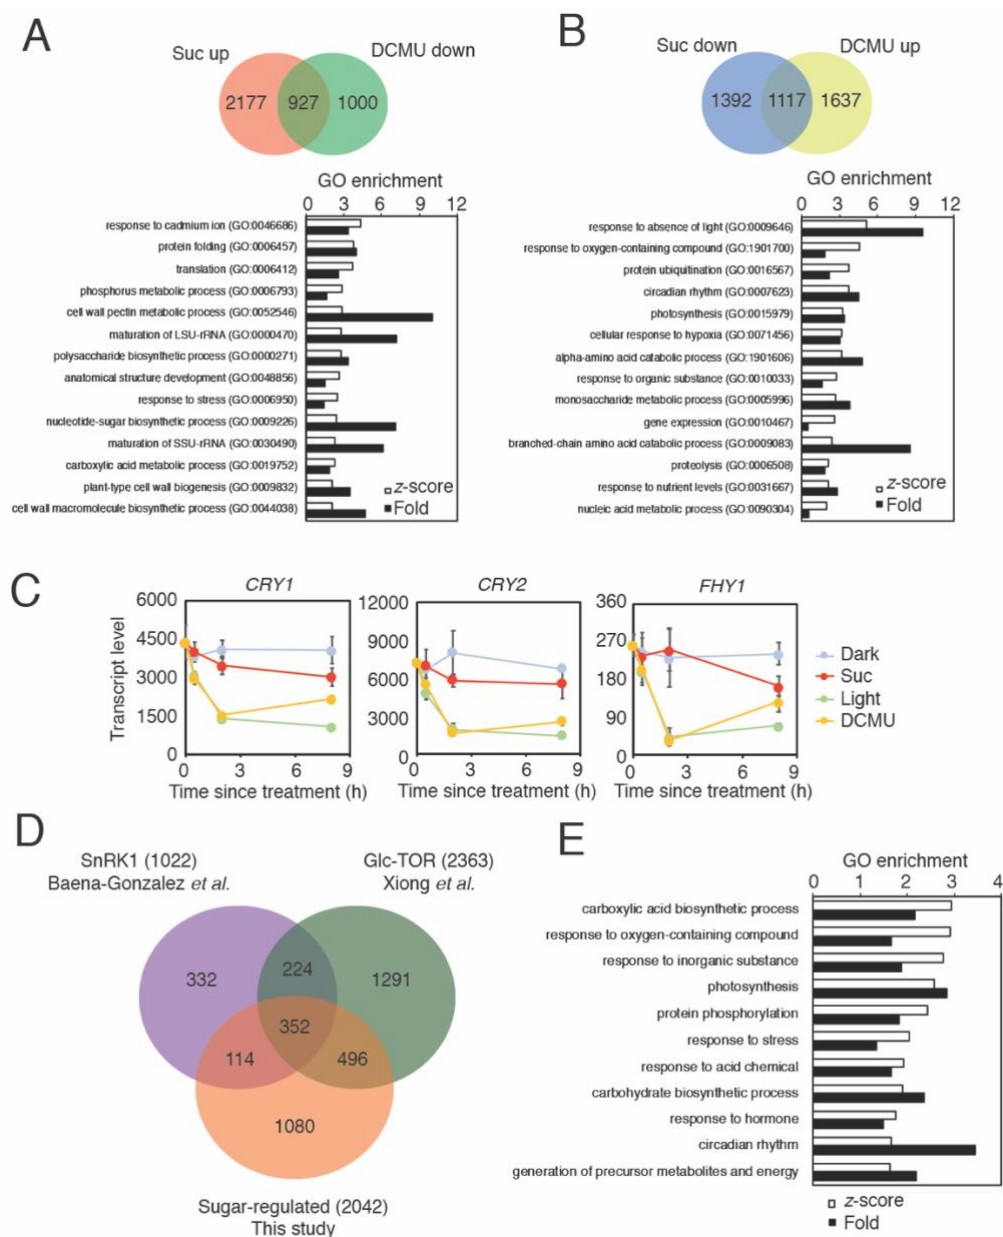 A
Suc up
DCMU down
2177 927 1000
GO enrichment
0 3 6 9 12
response to cadmium ion (GO:0046686)
protein folding (GO:0006457)
translation (GO:0006412)
phosphorus metabolic process (GO:0006793)
cell wall pectin metabolic process (GO:0052546)
maturation of LSU-rRNA (GO:0000470)
polysaccharide biosynthetic process (GO:0000271)
anatomical structure development (GO:0048856)
response to stress (GO:0006950)
nucleotide-sugar biosynthetic process (GO:0009226)
maturation of SSU-rRNA (GO:0030490)
carboxylic acid metabolic process (GO:0019752)
plant-type cell wall biogenesis (GO:0009832)
cell wall macromolecule biosynthetic process (GO:0044038)
z-score
Fold
B
Suc down
DCMU up
1392 1117 1637
GO enrichment
0 3 6 9 12
response to absence of light (GO:0009646)
response to oxygen-containing compound (GO:1901700)
protein ubiquitination (GO:0016567)
circadian rhythm (GO:0007623)
photosynthesis (GO:0015979)
cellular response to hypoxia (GO:0071456)
alpha-amino acid catabolic process (GO:1901606)
response to organic substance (GO:0010033)
monosaccharide metabolic process (GO:0005996)
gene expression (GO:0010467)
branched-chain amino acid catabolic process (GO:0009083)
proteolysis (GO:0006508)
response to nutrient levels (GO:0031667)
nucleic acid metabolic process (GO:0090304)
z-score
Fold
C
Transcript level
CRY1
6000
4500
3000
1500
0
0 3 6 9
Time since treatment (h)
CRY2
12000
9000
6000
3000
0
0 3 6 9
Time since treatment (h)
FHY1
360
270
180
90
0
0 3 6 9
Time since treatment (h)
Dark
Suc
Light
DCMU
D
SnRK1 (1022)
Baena-Gonzalez et al.
Glc-TOR (2363)
Xiong et al.
332
224
1291
352
114
496
1080
Sugar-regulated (2042)
This study
E
GO enrichment
0 1 2 3 4
carboxylic acid biosynthetic process
response to oxygen-containing compound
response to inorganic substance
photosynthesis
protein phosphorylation
response to stress
response to acid chemical
carbohydrate biosynthetic process
response to hormone
circadian rhythm
generation of precursor metabolites and energy
z-score
Fold